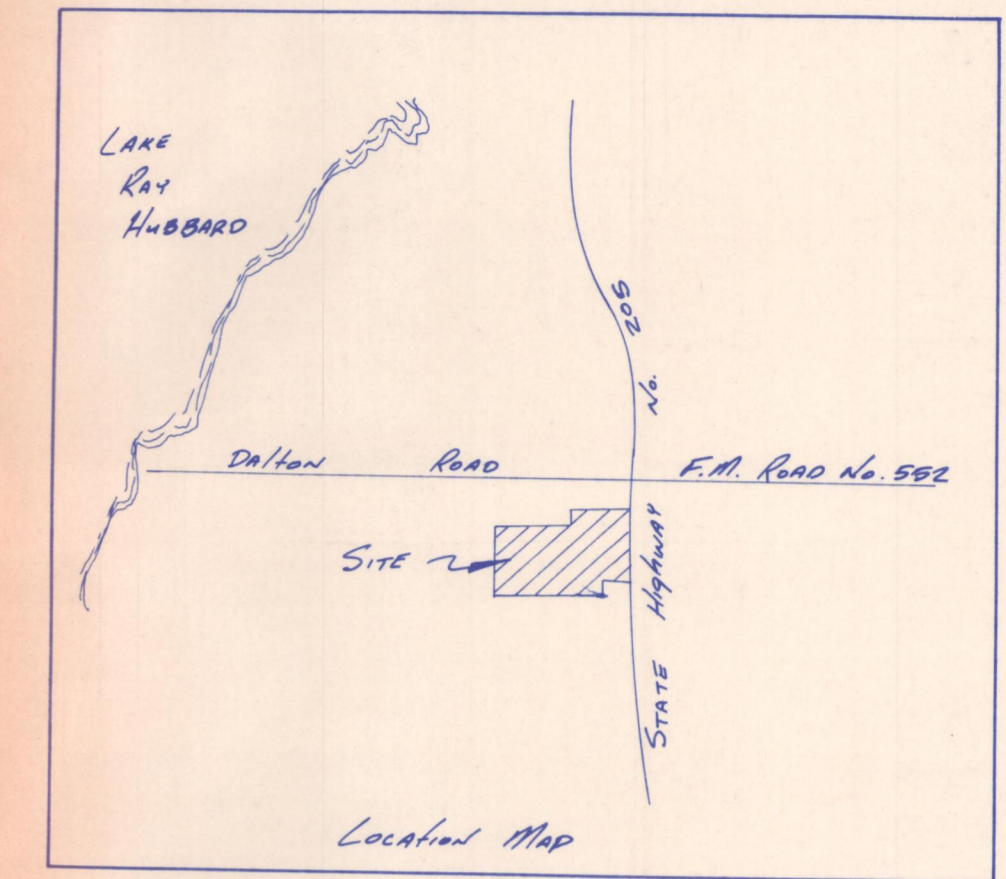 LAKE
RAY
HUBBARD
STATE Highway No. 205
Dalton ROAD
F.M. ROAD No. 552
SITE
LOCATION MAP